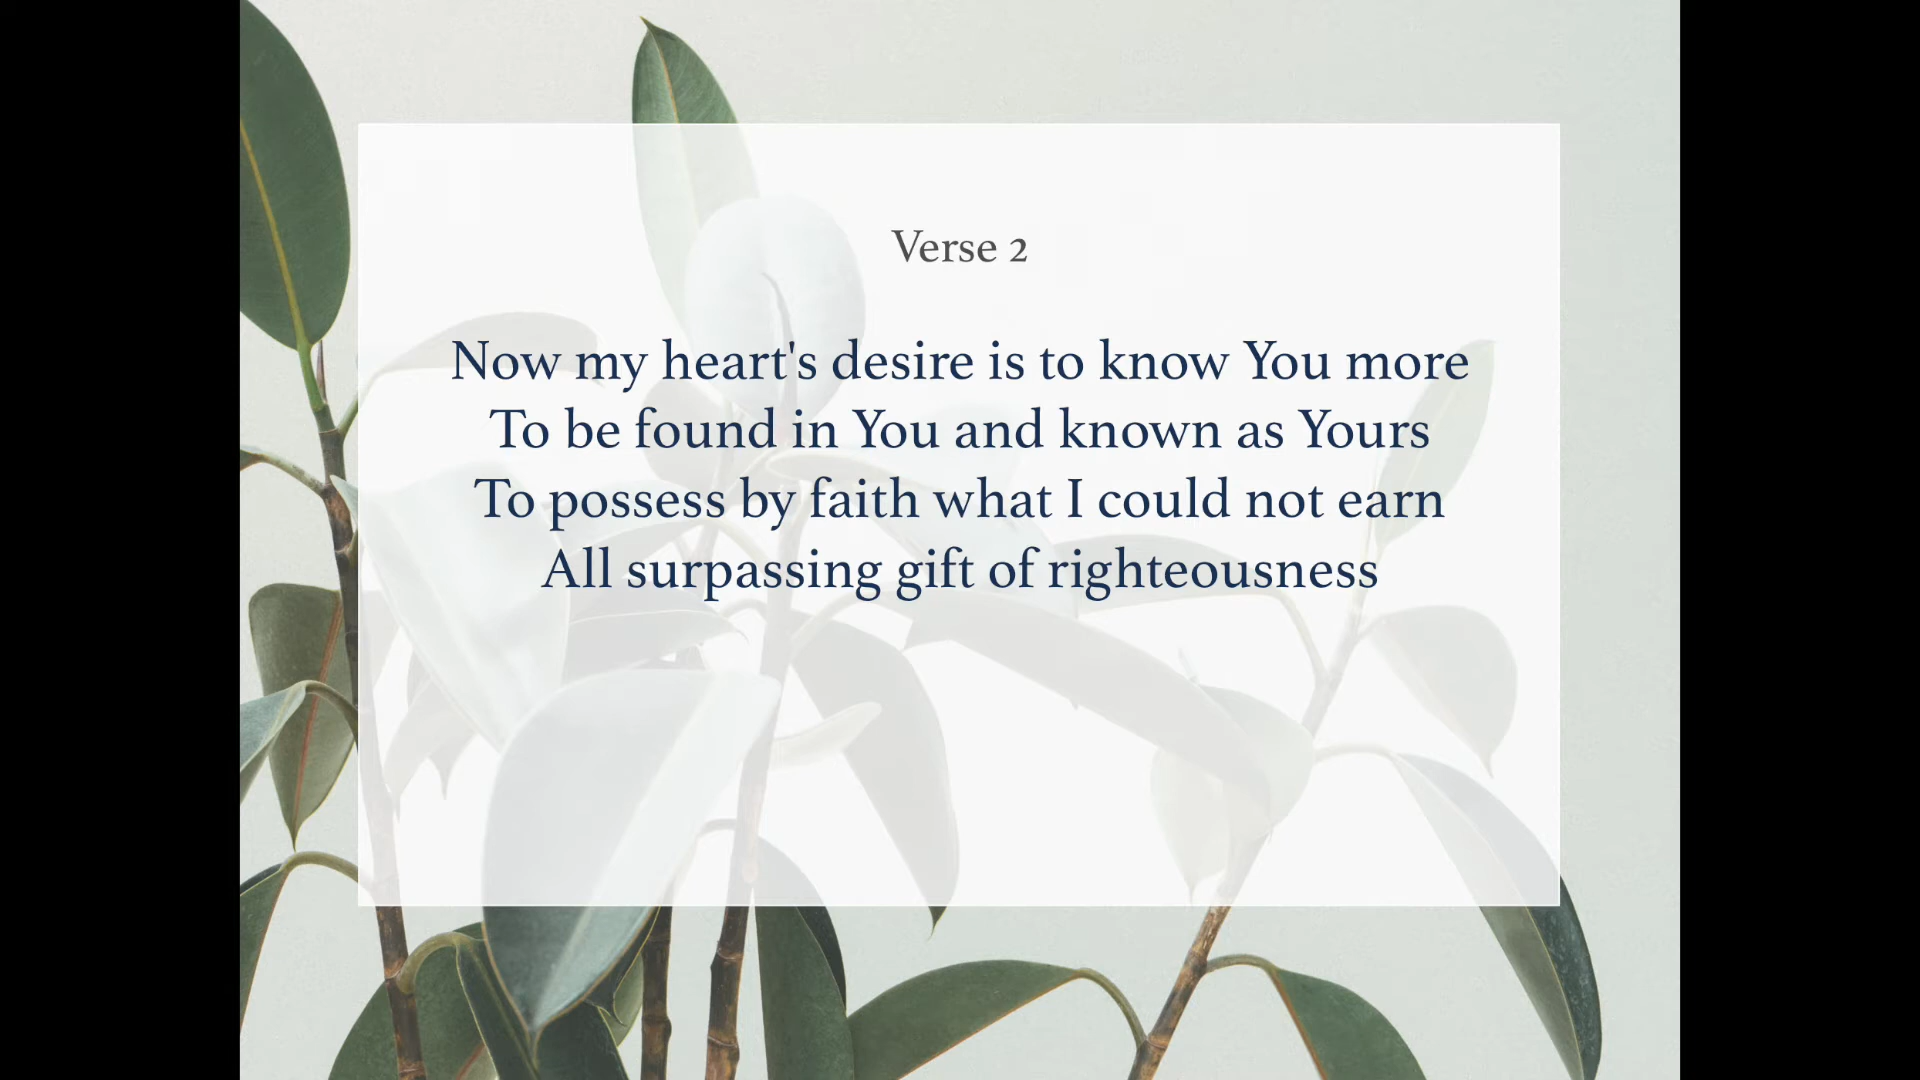 Verse 2
Now my heart's desire is to know You more
To be found in You and known as Yours
To possess by faith what I could not earn
All surpassing gift of righteousness